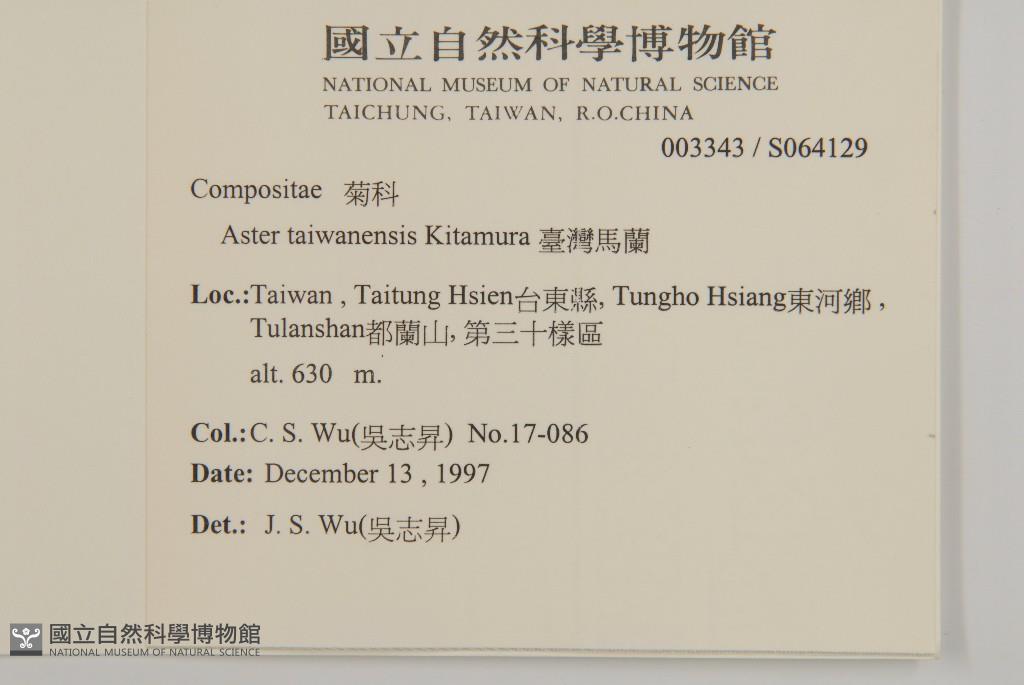 國立自然科學博物館
NATIONAL MUSEUM OF NATURAL SCIENCE
TAICHUNG, TAIWAN, R.O.CHINA
003343 / S064129
Compositae 菊科
Aster taiwanensis Kitamura 臺灣馬蘭
Loc.:Taiwan , Taitung Hsien台東縣, Tungho Hsiang東河鄉 ,
Tulanshan都蘭山, 第三十樣區
alt. 630 m.
Col.: C. S. Wu(吳志昇) No.17-086
Date: December 13 , 1997
Det.: J. S. Wu(吳志昇)
國立自然科學博物館
NATIONAL MUSEUM OF NATURAL SCIENCE